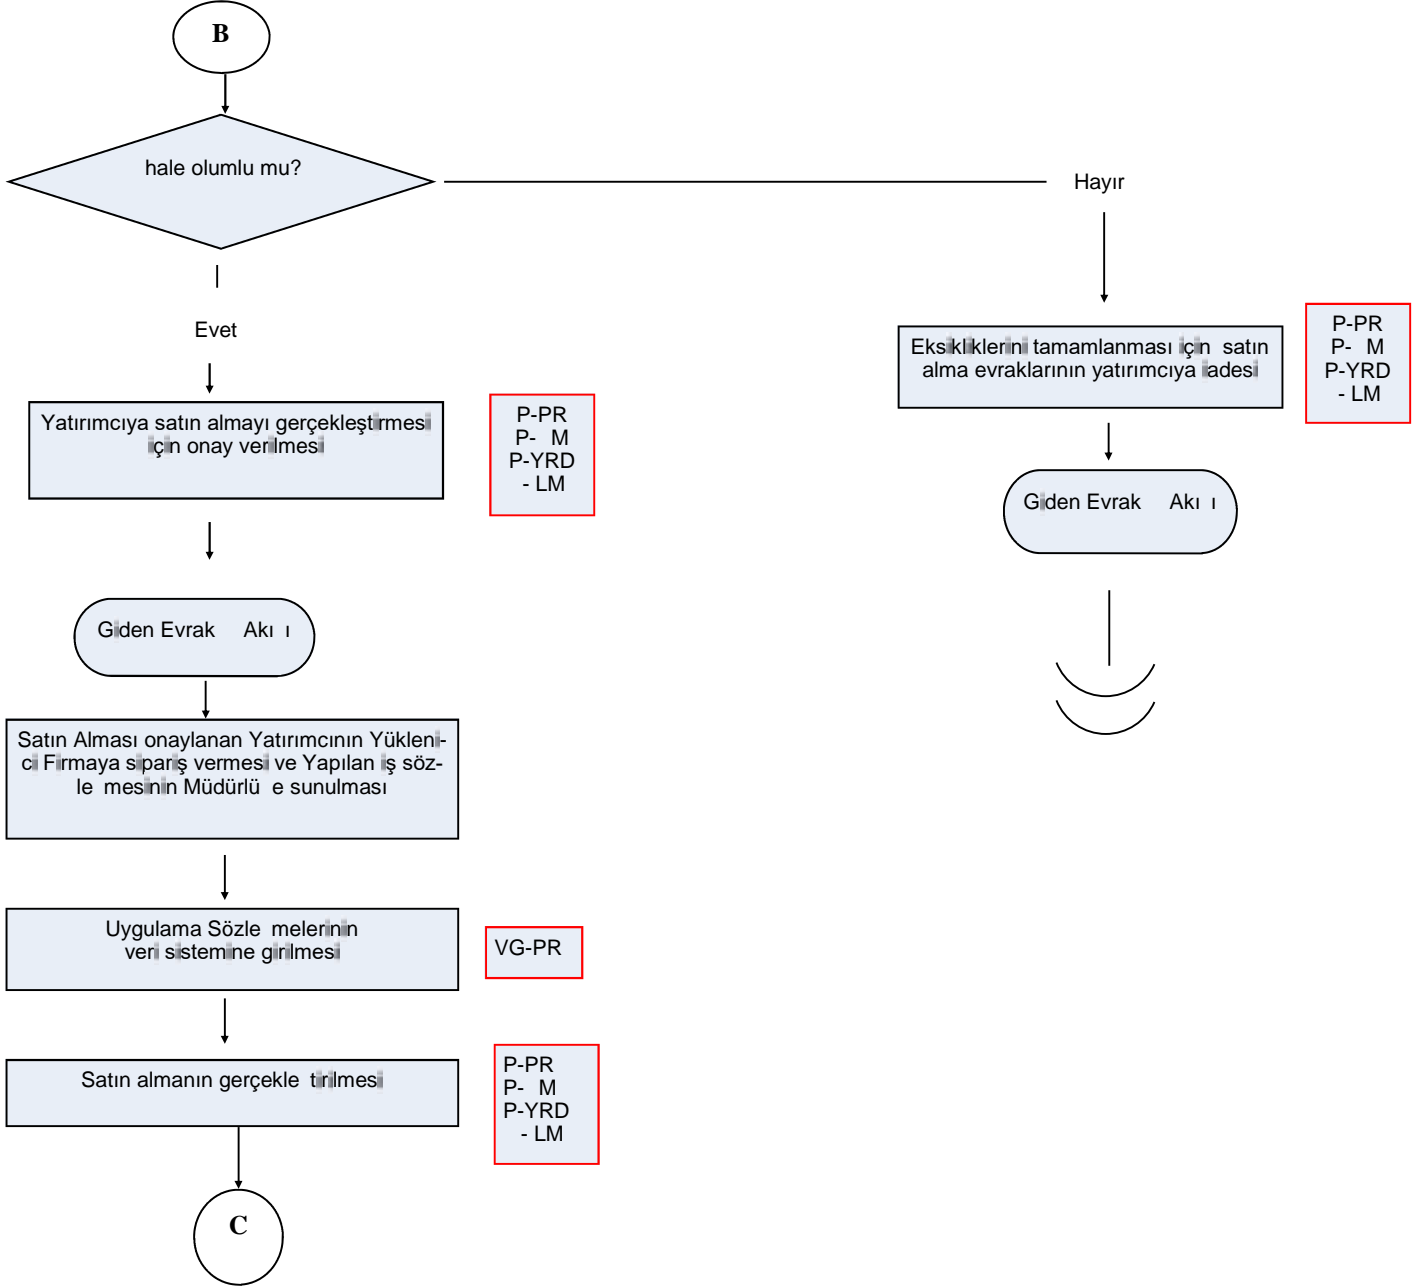 B
hale olumlu mu?
Hayır
Evet
Eksikliklerini tamamlanması için satın
alma evraklarının yatırımcıya iadesi
P-PR
P- M
P-YRD
- LM
Yatırımcıya satın almayı gerçekleştirmesi
için onay verilmesi
P-PR
P- M
P-YRD
- LM
Giden Evrak Akı ı
Giden Evrak Akı ı
Satın Alması onaylanan Yatırımcının Yükleni-
ci Firmaya sipariş vermesi ve Yapılan iş söz-
le mesinin Müdürlü e sunulması
Uygulama Sözle melerinin
veri sistemine girilmesi
VG-PR
Satın almanın gerçekle tirilmesi
P-PR
P- M
P-YRD
- LM
C